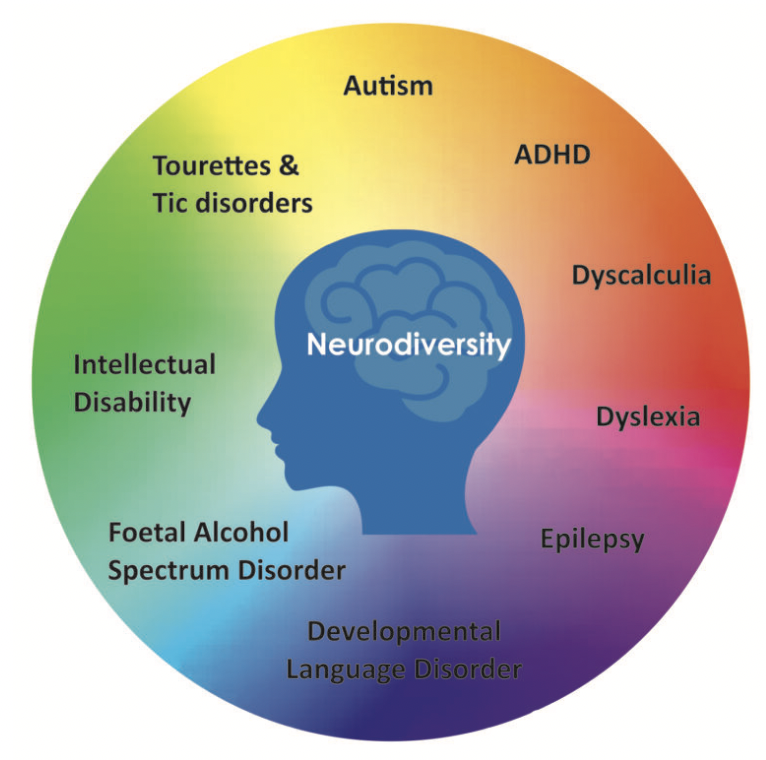 Autism
ADHD
Tourettes &
Tic disorders
Dyscalculia
Neurodiversity
Intellectual
Disability
Dyslexia
Foetal Alcohol
Spectrum Disorder
Epilepsy
Developmental
Language Disorder